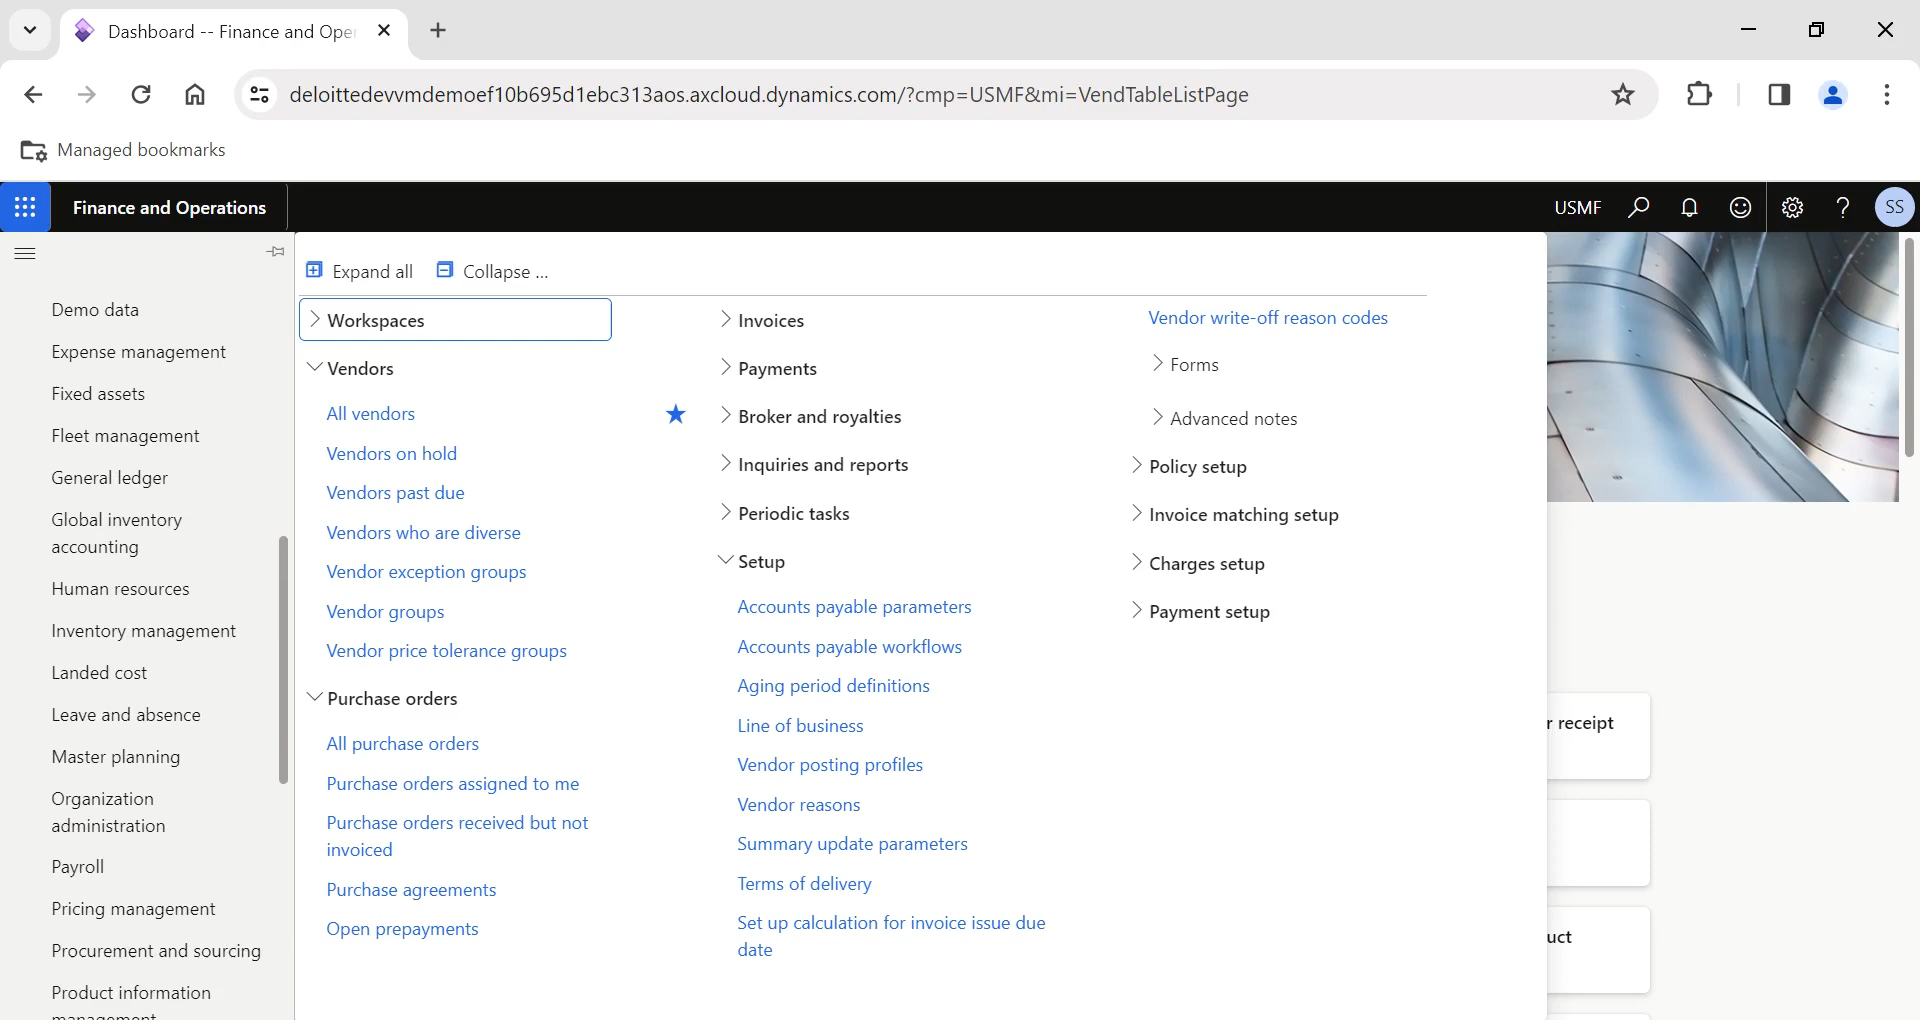 Dashboard -- Finance and Oper
deloittedevvmdemoef10b695d1ebc313aos.axcloud.dynamics.com/?cmp=USMF&mi=VendTableListPage
Managed bookmarks
Finance and Operations
USMF
?
SS
Demo data
Expense management
Fixed assets
Fleet management
General ledger
Global inventory
accounting
Human resources
Inventory management
Landed cost
Leave and absence
Master planning
Organization
administration
Payroll
Pricing management
Procurement and sourcing
Product information
management
Expand all
Collapse ...
Workspaces
Vendors
All vendors
Vendors on hold
Vendors past due
Vendors who are diverse
Vendor exception groups
Vendor groups
Vendor price tolerance groups
Purchase orders
All purchase orders
Purchase orders assigned to me
Purchase orders received but not
invoiced
Purchase agreements
Open prepayments
Invoices
Payments
Broker and royalties
Inquiries and reports
Periodic tasks
Setup
Accounts payable parameters
Accounts payable workflows
Aging period definitions
Line of business
Vendor posting profiles
Vendor reasons
Summary update parameters
Terms of delivery
Set up calculation for invoice issue due
date
Vendor write-off reason codes
Forms
Advanced notes
Policy setup
Invoice matching setup
Charges setup
Payment setup
r receipt
uct